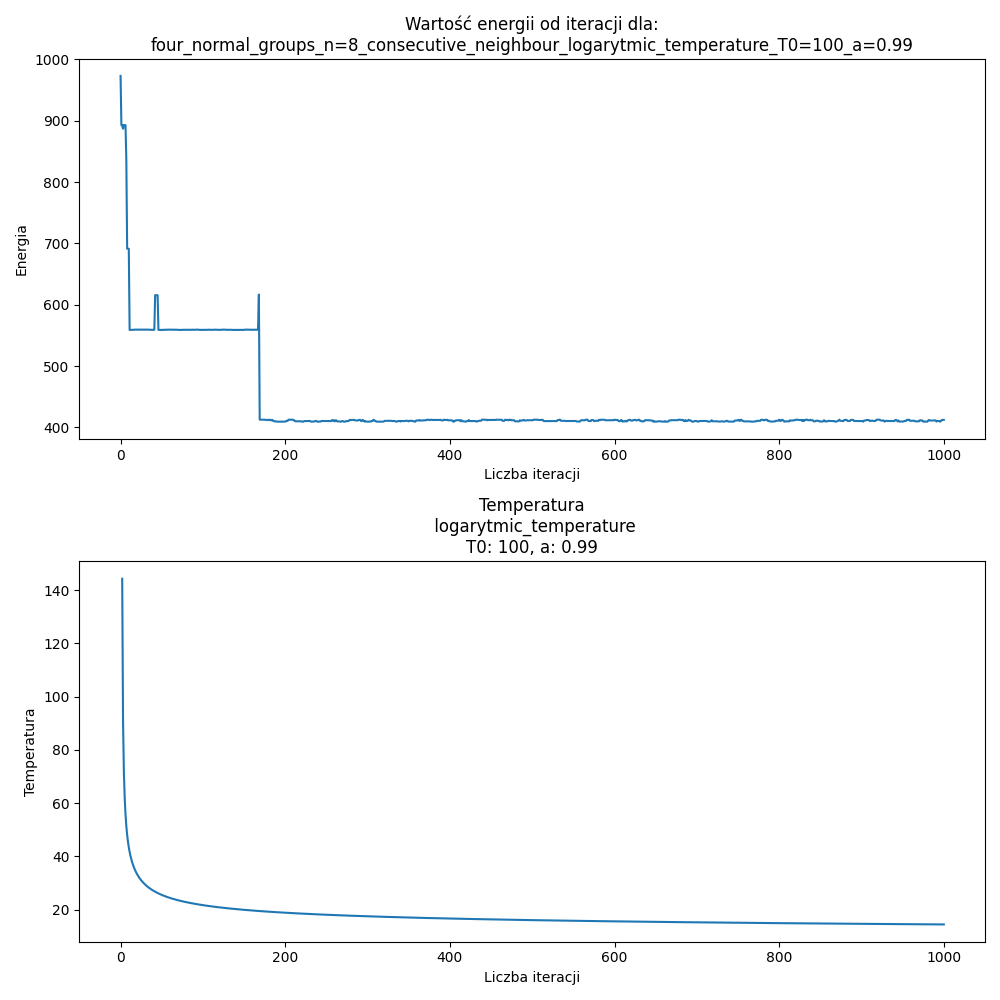 Wartość energii od iteracji dla:
four_normal_groups_n=8_consecutive_neighbour_logarytmic_temperature_T0=100_a=0.99
1000
900
800
700
600
500
400
Energia
0 200 400 600 800 1000
Liczba iteracji
Temperatura
logarytmic_temperature
T0: 100, a: 0.99
140
120
100
80
60
40
20
Temperatura
0 200 400 600 800 1000
Liczba iteracji